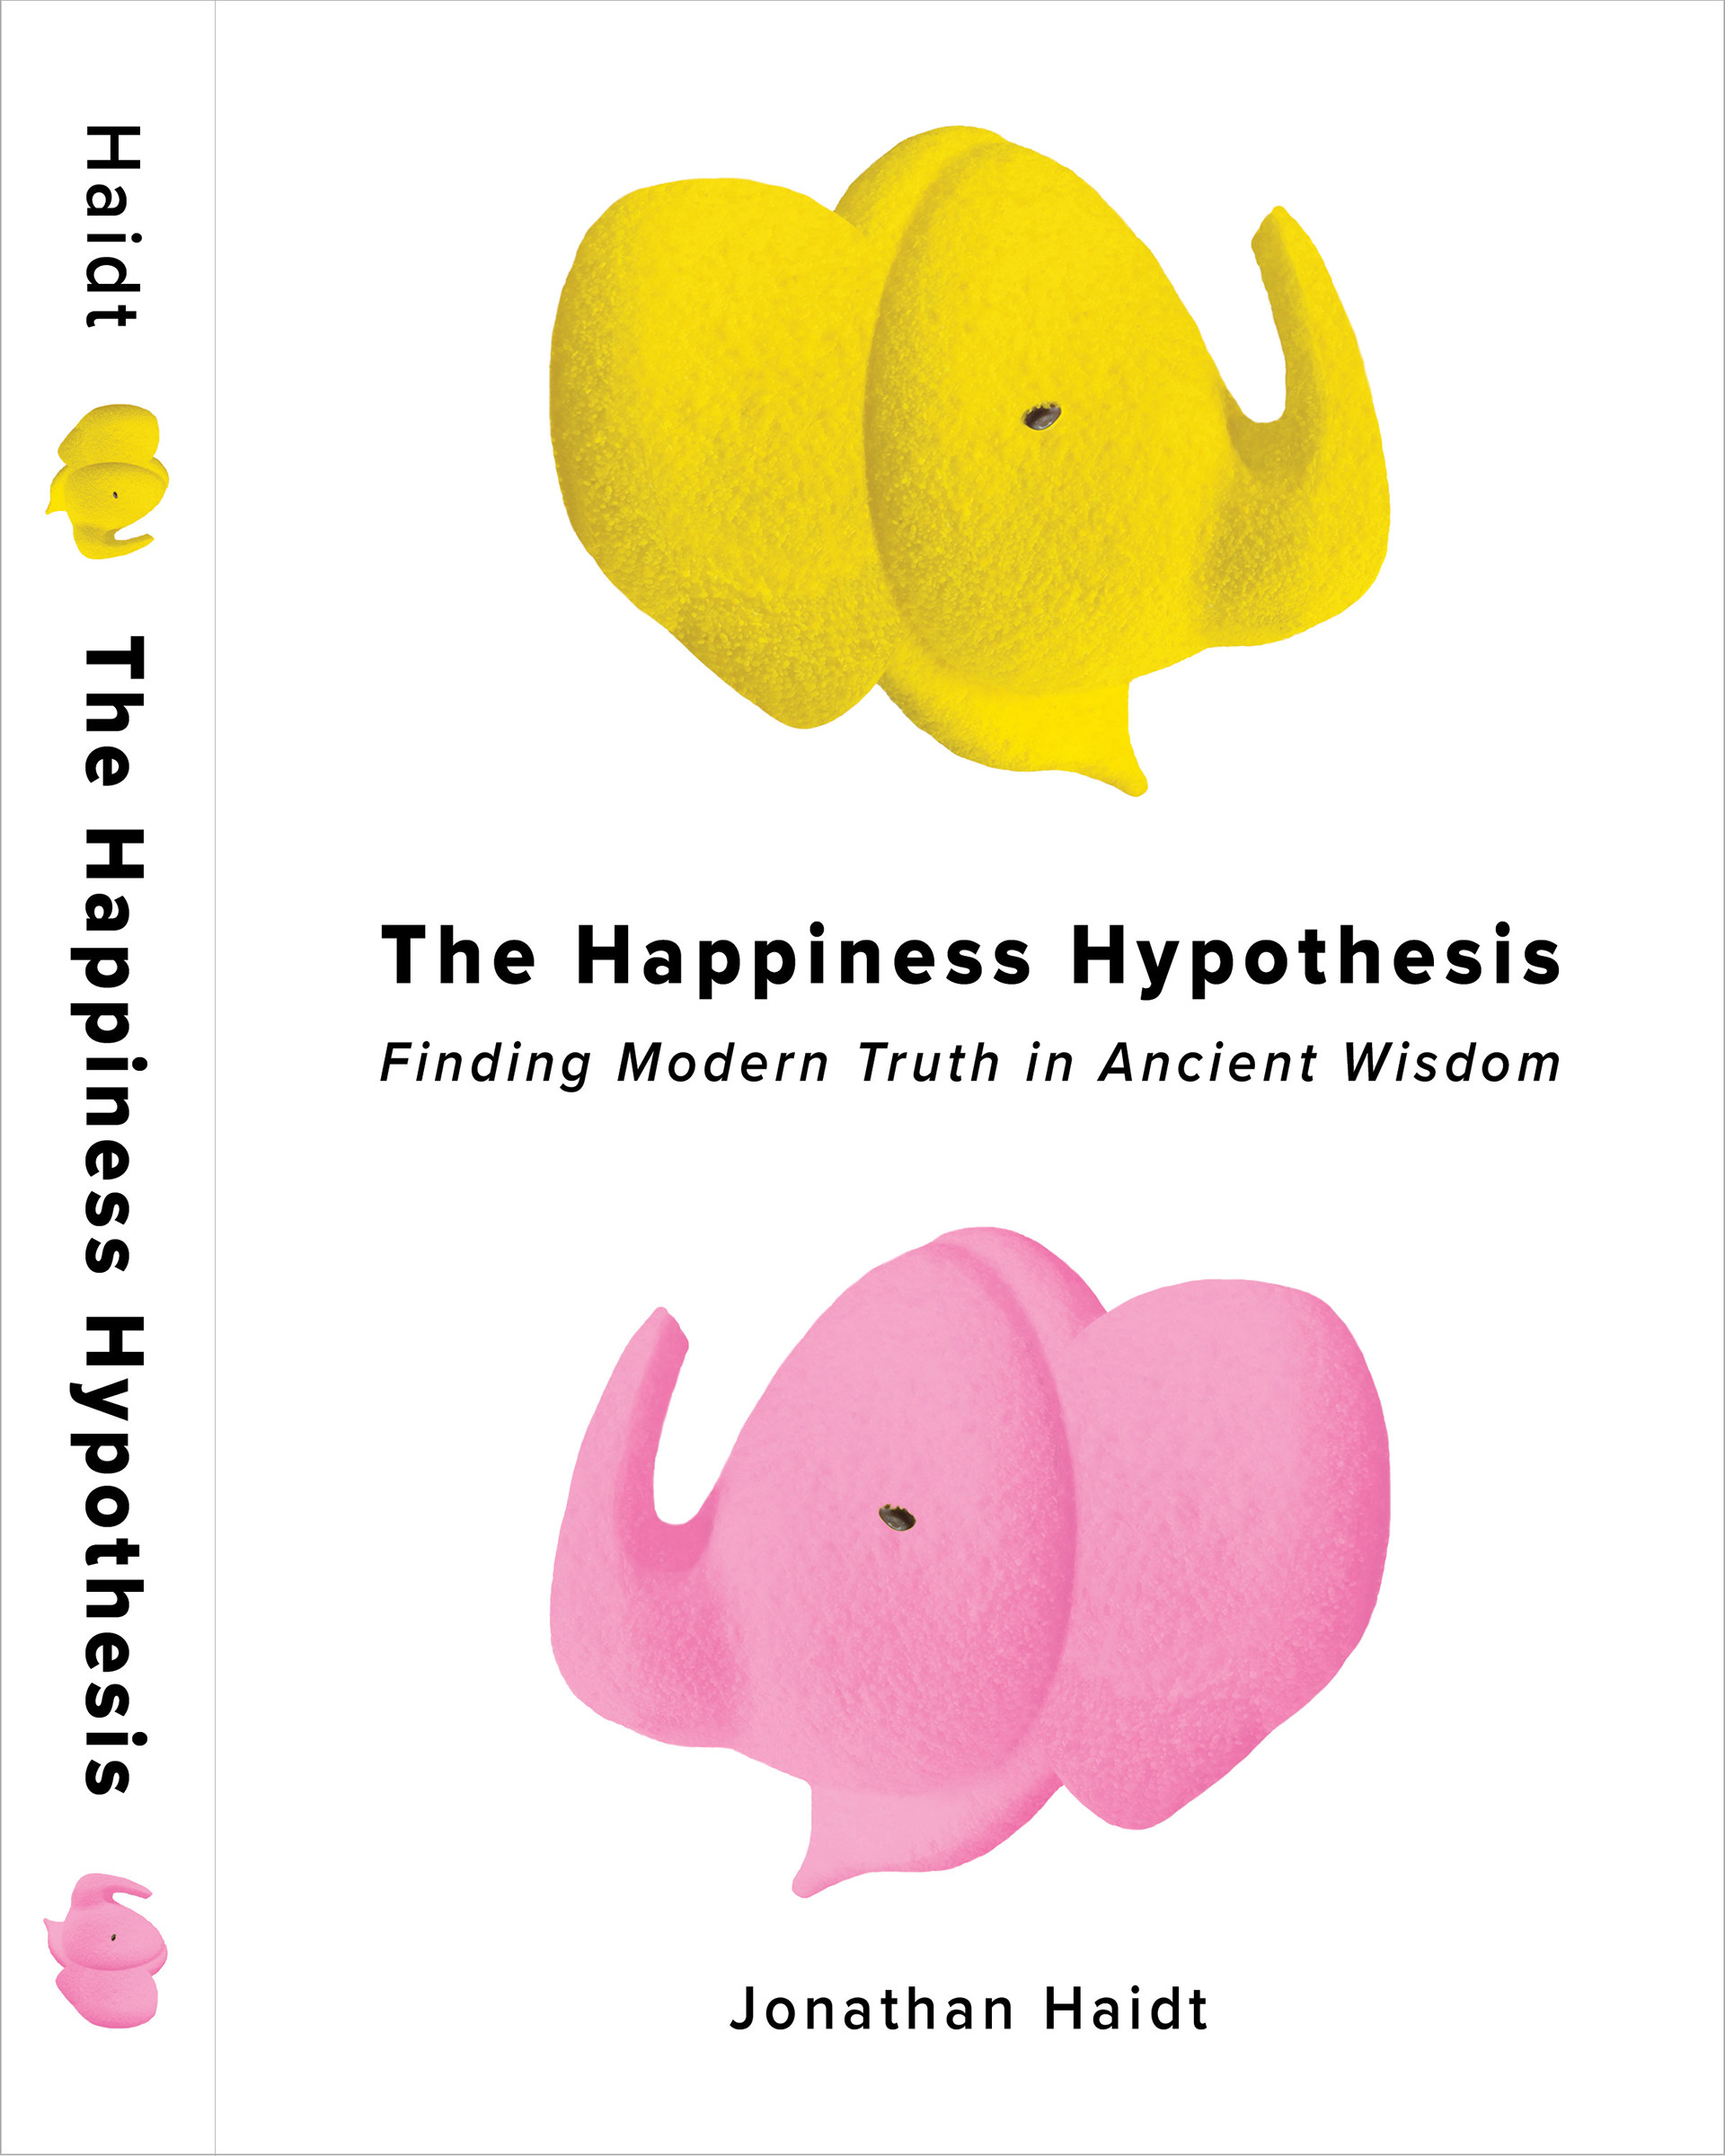 Haidt
The Happiness Hypothesis
The Happiness Hypothesis
Finding Modern Truth in Ancient Wisdom
Jonathan Haidt